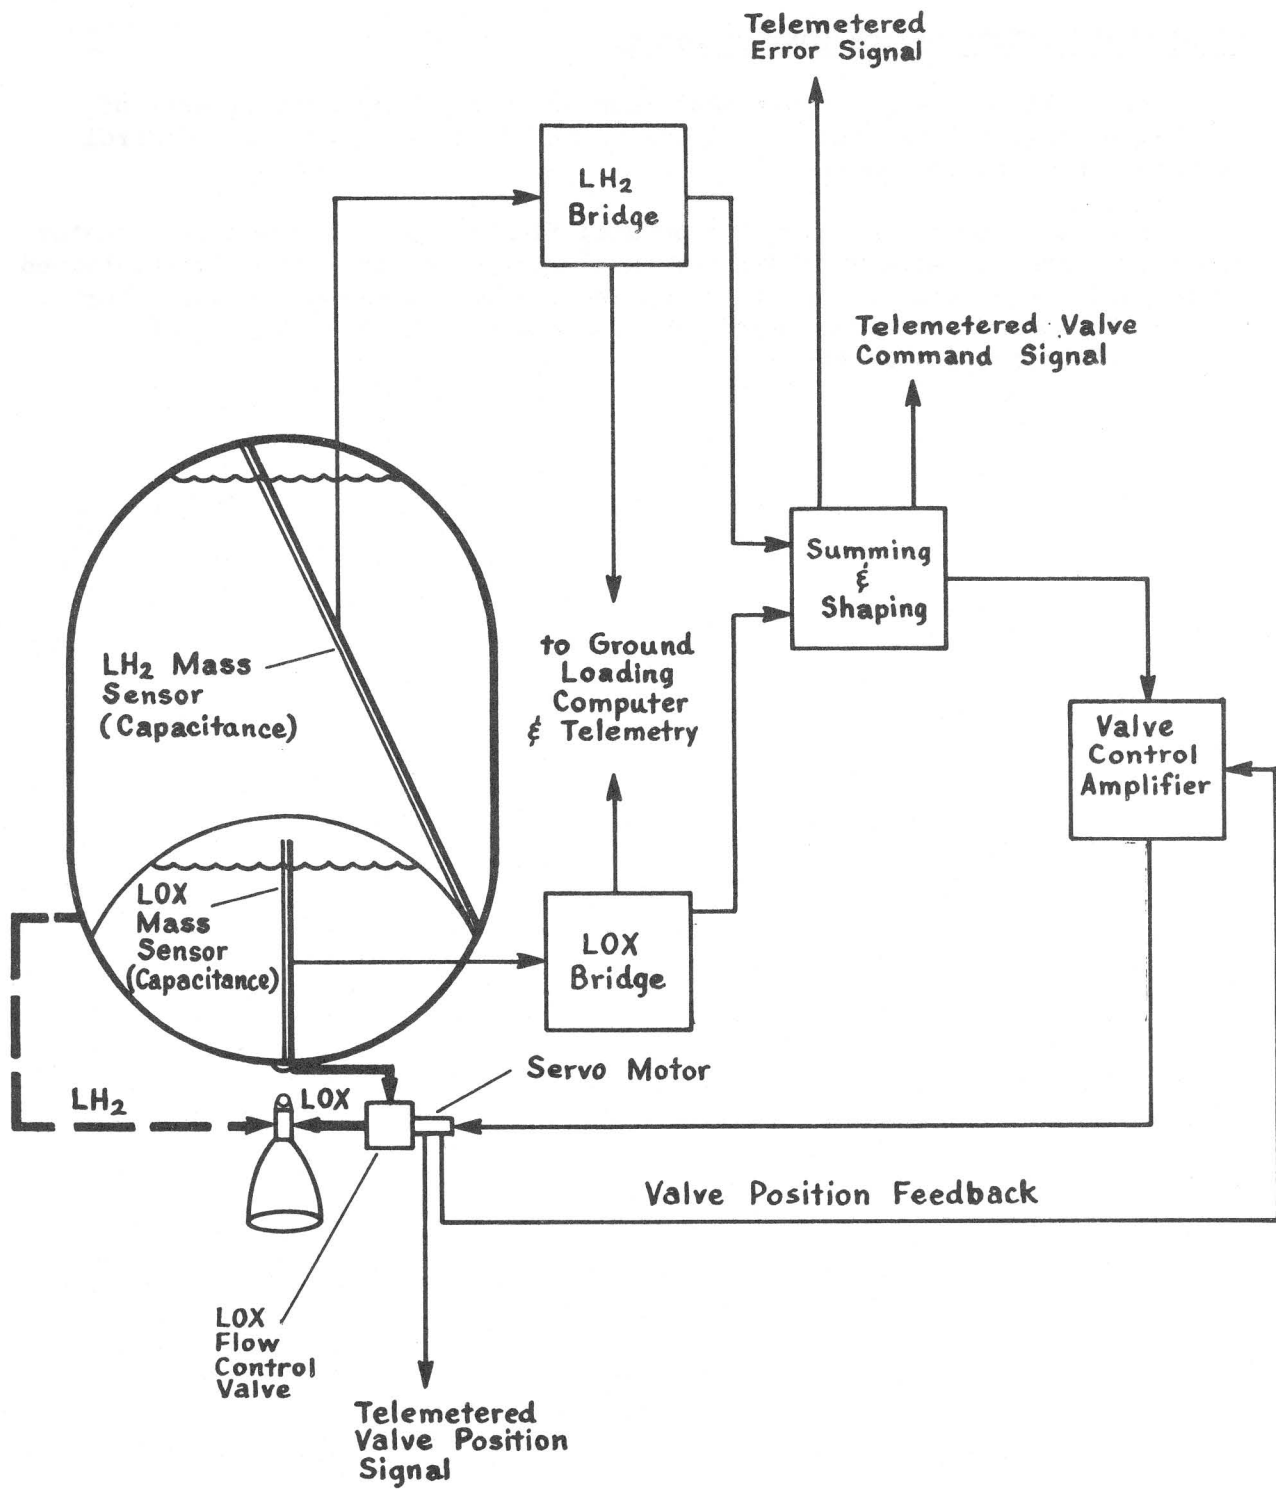 Telemetered
Error Signal
LH₂
Bridge
Telemetered Valve
Command Signal
Summing
&
Shaping
to Ground
Loading
Computer
& Telemetry
LH₂ Mass
Sensor
(Capacitance)
Valve
Control
Amplifier
LOX
Mass
Sensor
(Capacitance)
LOX
Bridge
Servo Motor
LH₂
LOX
Valve Position Feedback
LOX
Flow
Control
Valve
Telemetered
Valve Position
Signal